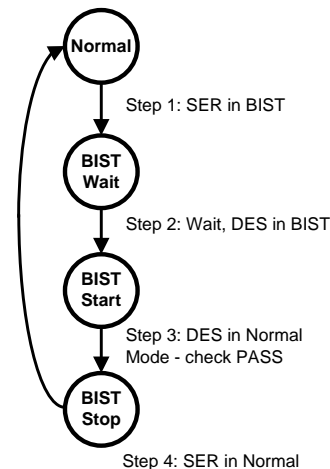 Normal
Step 1: SER in BIST
BIST
Wait
Step 2: Wait, DES in BIST
BIST
Start
Step 3: DES in Normal
Mode - check PASS
BIST
Stop
Step 4: SER in Normal